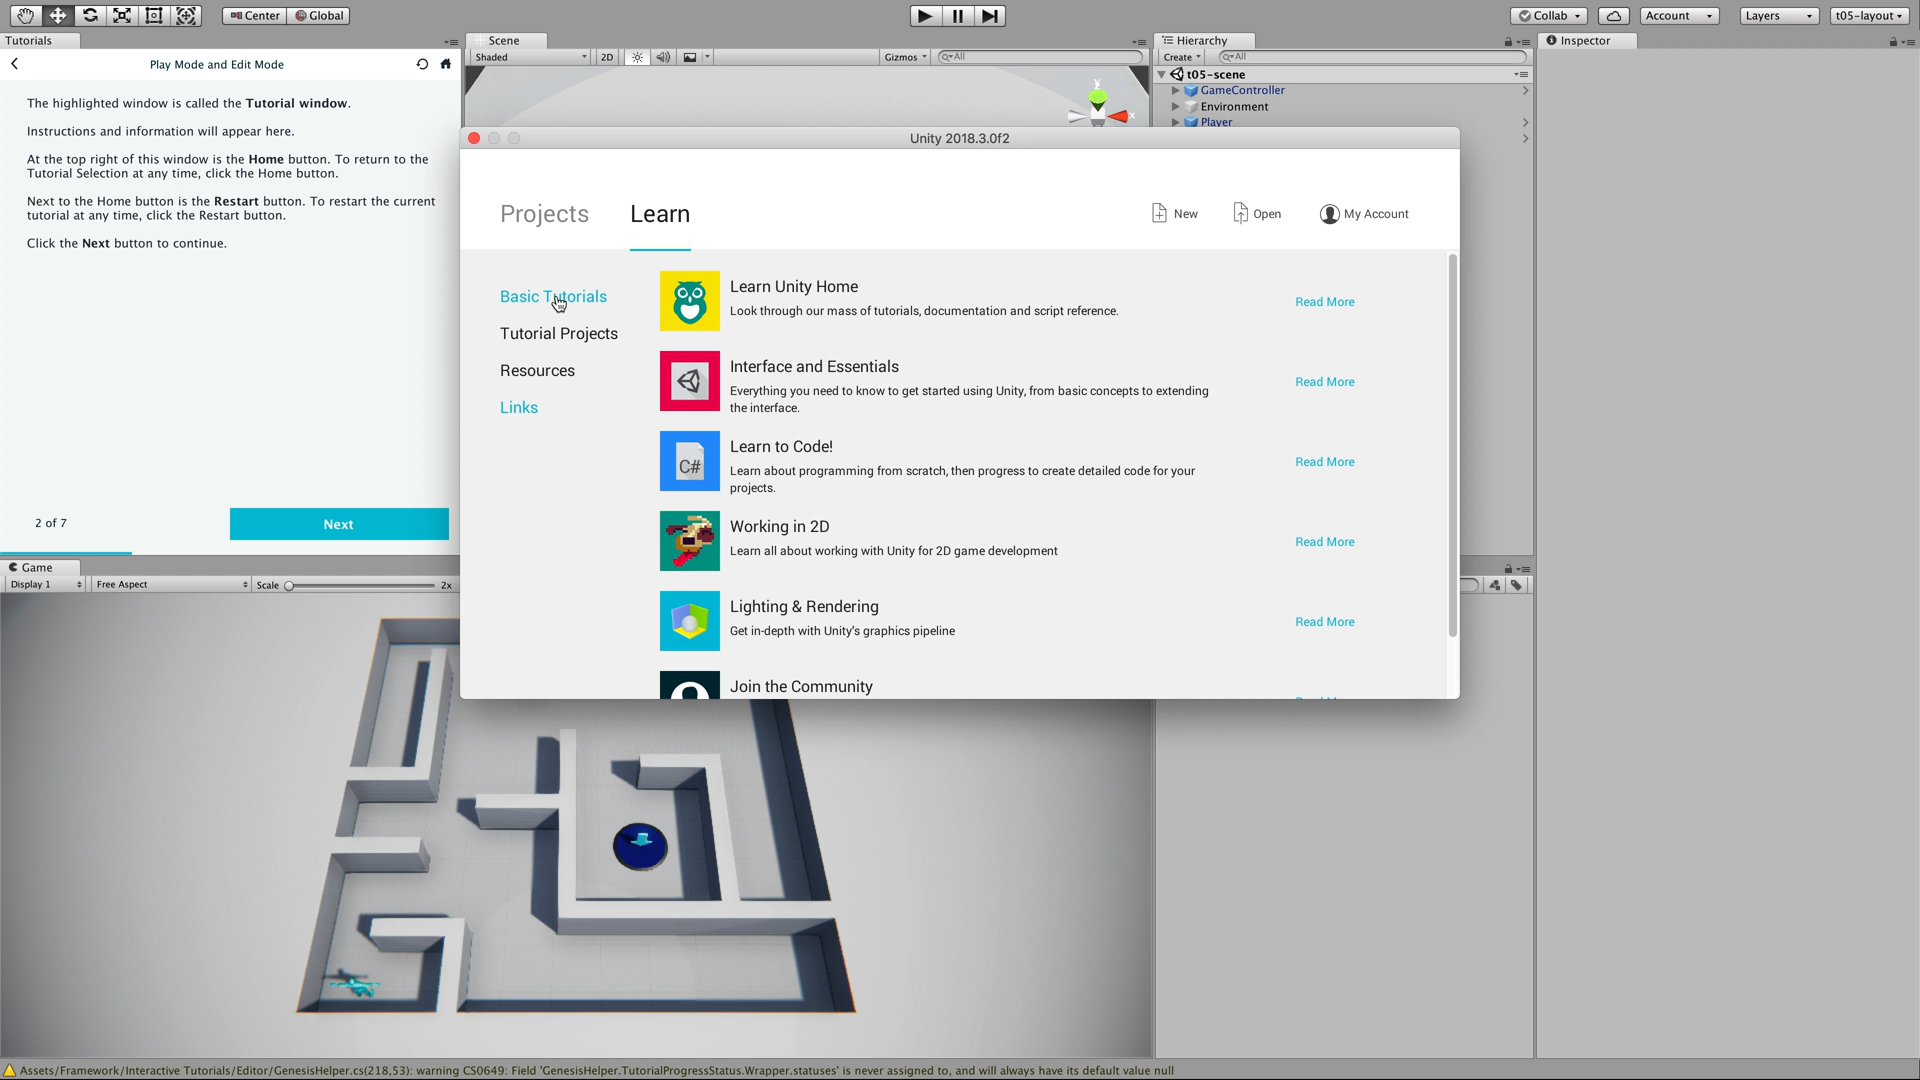 Center
Global
Collab
Account
Layers
t05-layout
Tutorials
Scene
Hierarchy
Inspector
Play Mode and Edit Mode
Shaded
2D
Gizmos
All
Create
All
t05-scene
GameController
Environment
Player
The highlighted window is called the Tutorial window.
Instructions and information will appear here.
At the top right of this window is the Home button. To return to the
Tutorial Selection at any time, click the Home button.
Next to the Home button is the Restart button. To restart the current
tutorial at any time, click the Restart button.
Click the Next button to continue.
2 of 7
Next
Unity 2018.3.0f2
Projects
Learn
New
Open
My Account
Basic Tutorials
Tutorial Projects
Resources
Links
Learn Unity Home
Look through our mass of tutorials, documentation and script reference.
Read More
Interface and Essentials
Everything you need to know to get started using Unity, from basic concepts to extending
the interface.
Read More
C#
Learn to Code!
Learn about programming from scratch, then progress to create detailed code for your
projects.
Read More
Working in 2D
Learn all about working with Unity for 2D game development
Read More
Lighting & Rendering
Get in-depth with Unity's graphics pipeline
Read More
Join the Community
Game
Display 1
Free Aspect
Scale
2x
Assets/Framework/Interactive Tutorials/Editor/GenesisHelper.cs(218,53): warning CS0649: Field 'GenesisHelper.TutorialProgressStatus.Wrapper.statuses' is never assigned to, and will always have its default value null